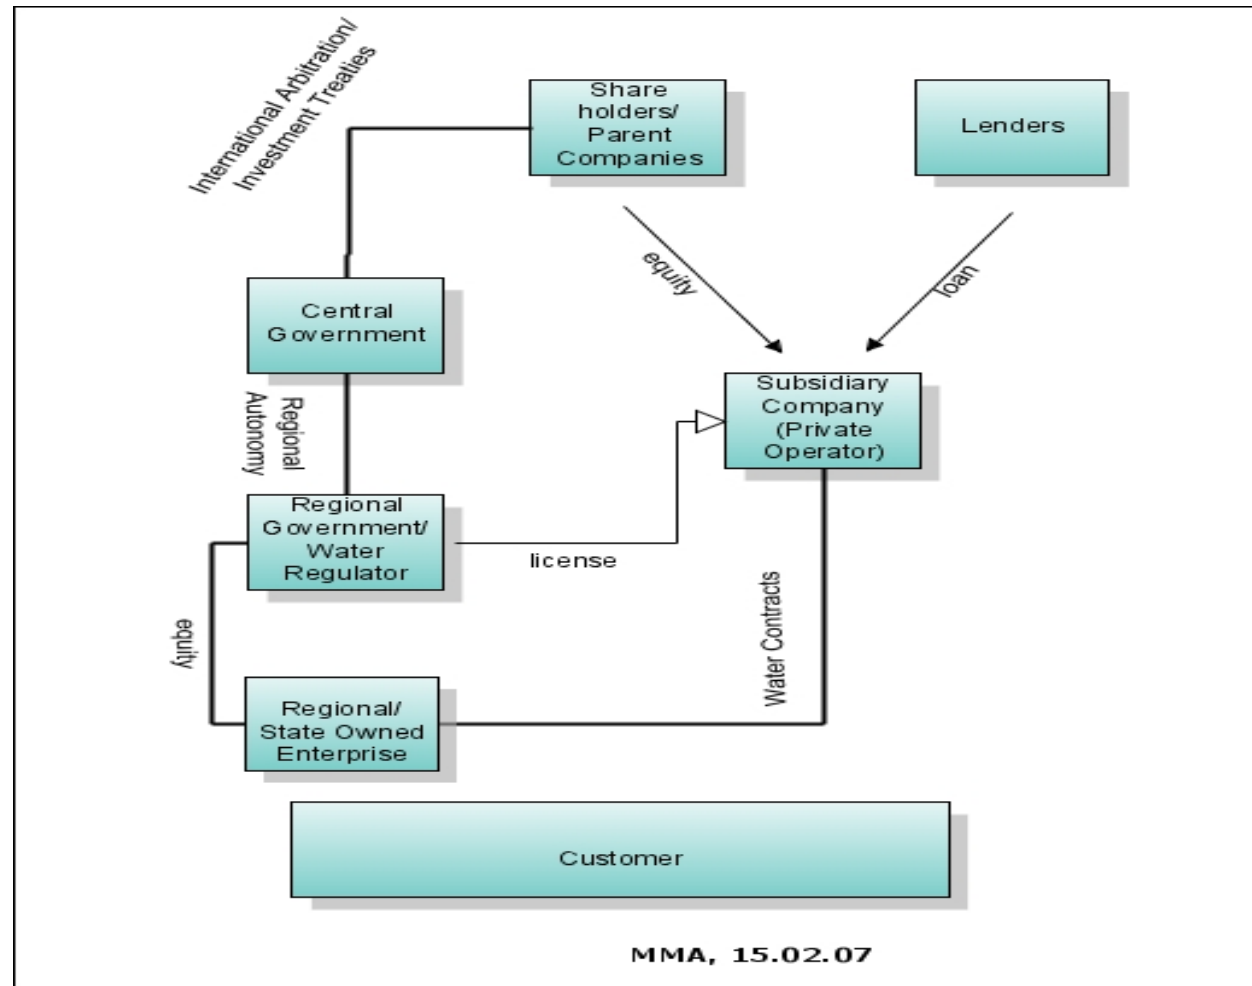 International Arbitration/
Investment Treaties
Share
holders/
Parent
Companies
Lenders
equity
loan
Central
Government
Regional
Autonomy
Subsidiary
Company
(Private
Operator)
Regional
Government/
Water
Regulator
license
equity
Water Contracts
Regional/
State Owned
Enterprise
Customer
MMA, 15.02.07